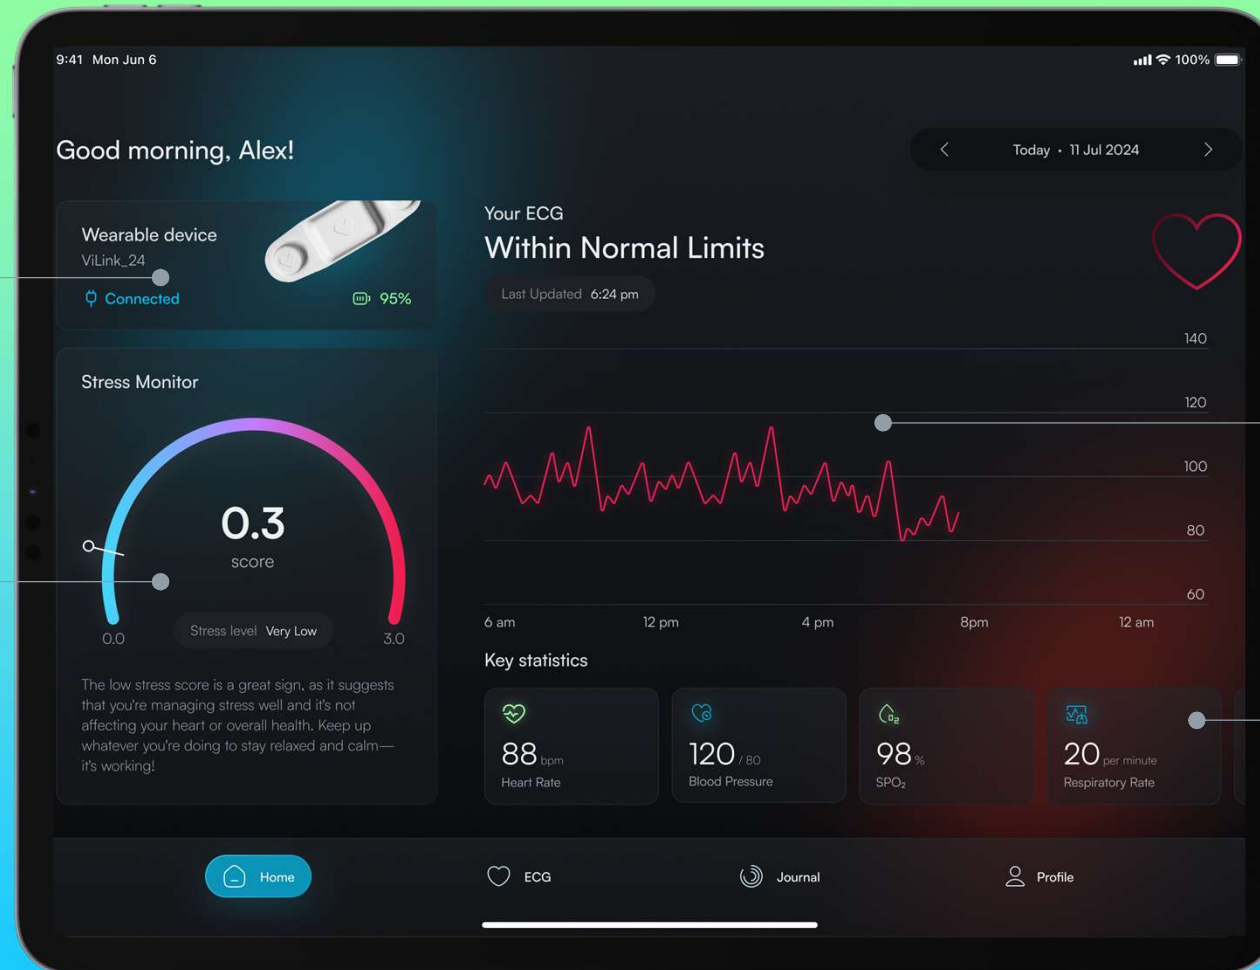 9:41 Mon Jun 6
100%
Good morning, Alex!
Today • 11 Jul 2024
Wearable device
ViLink_24
Connected
95%
Stress Monitor
0.3
score
0.0
Stress level Very Low
3.0
The low stress score is a great sign, as it suggests
that you're managing stress well and it's not
affecting your heart or overall health. Keep up
whatever you're doing to stay relaxed and calm—
it's working!
Your ECG
Within Normal Limits
Last Updated 6:24 pm
140
120
100
80
60
6 am 12 pm 4 pm 8pm 12 am
Key statistics
88 bpm
Heart Rate
120 / 80
Blood Pressure
O₂
98 %
SPO₂
20 per minute
Respiratory Rate
Home
ECG
Journal
Profile